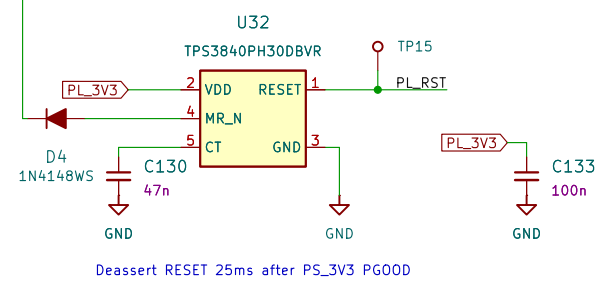 U32
TPS3840PH30DBVR
TP15
PL_3V3
2
VDD
RESET
1
PL_RST
4
MR_N
5
CT
GND
3
PL_3V3
D4
1N4148WS
C130
47n
C133
100n
GND
GND
GND
Deassert RESET 25ms after PS_3V3 PGOOD